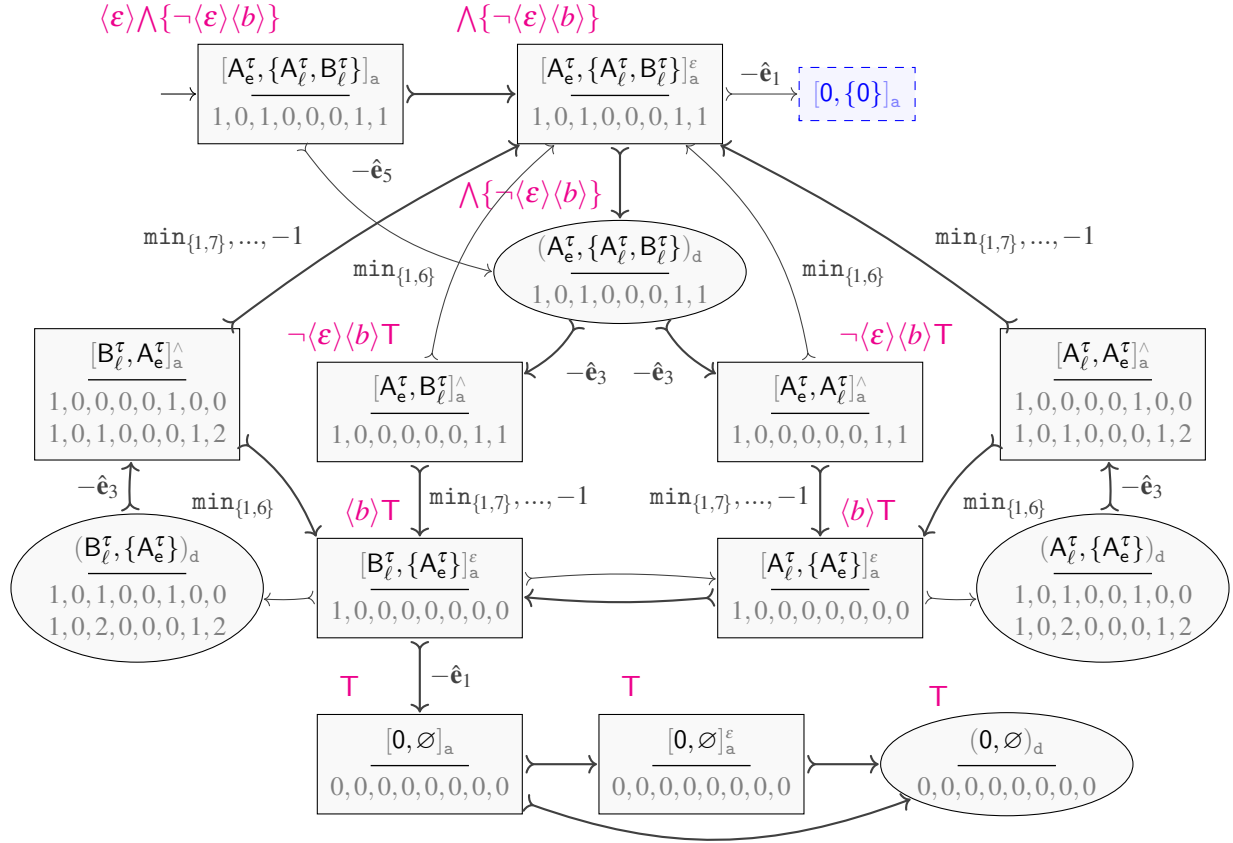 ⟨ε⟩⋀{¬⟨ε⟩⟨b⟩}
⋀{¬⟨ε⟩⟨b⟩}
[A_e^τ, {A_ℓ^τ, B_ℓ^τ}]_a
1,0,1,0,0,0,1,1
[A_e^τ, {A_ℓ^τ, B_ℓ^τ}]_a^ε
1,0,1,0,0,0,1,1
−ê_1
[0, {0}]_a
−ê_5
⋀{¬⟨ε⟩⟨b⟩}
(A_e^τ, {A_ℓ^τ, B_ℓ^τ})_d
1,0,1,0,0,0,1,1
min_{1,7}, ..., −1
min_{1,6}
min_{1,6}
min_{1,7}, ..., −1
¬⟨ε⟩⟨b⟩T
¬⟨ε⟩⟨b⟩T
−ê_3
−ê_3
[B_ℓ^τ, A_e^τ]_a^∧
1,0,0,0,0,1,0,0
1,0,1,0,0,0,1,2
[A_e^τ, B_ℓ^τ]_a^∧
1,0,0,0,0,0,1,1
[A_e^τ, A_ℓ^τ]_a^∧
1,0,0,0,0,0,1,1
[A_ℓ^τ, A_e^τ]_a^∧
1,0,0,0,0,1,0,0
1,0,1,0,0,0,1,2
−ê_3
min_{1,6}
⟨b⟩T
min_{1,7}, ..., −1
min_{1,7}, ..., −1
⟨b⟩T
min_{1,6}
−ê_3
(B_ℓ^τ, {A_e^τ})_d
1,0,1,0,0,1,0,0
1,0,2,0,0,0,1,2
[B_ℓ^τ, {A_e^τ}]_a^ε
1,0,0,0,0,0,0,0
[A_ℓ^τ, {A_e^τ}]_a^ε
1,0,0,0,0,0,0,0
(A_ℓ^τ, {A_e^τ})_d
1,0,1,0,0,1,0,0
1,0,2,0,0,0,1,2
−ê_1
T
T
T
[0, ∅]_a
0,0,0,0,0,0,0,0
[0, ∅]_a^ε
0,0,0,0,0,0,0,0
(0, ∅)_d
0,0,0,0,0,0,0,0